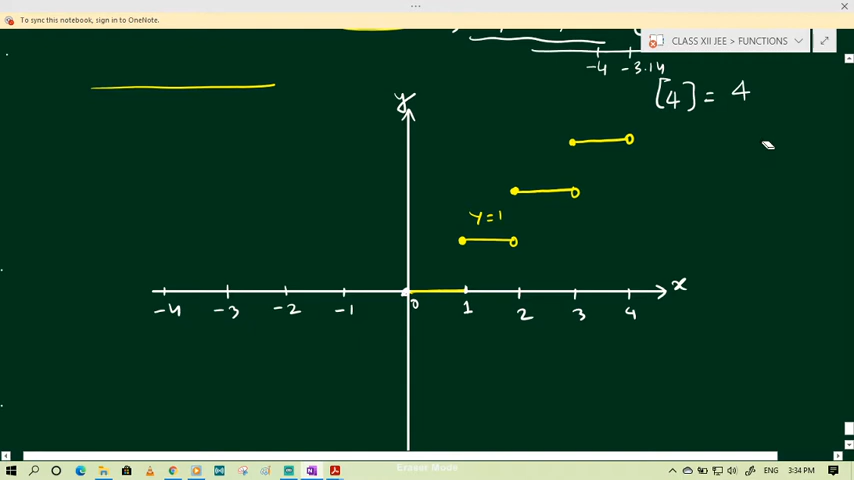 To sync this notebook, sign in to OneNote.
CLASS XII JEE > FUNCTIONS
-4 -3.14
[4] = 4
y
y=1
x
-4 -3 -2 -1 0 1 2 3 4
ENG 3:34 PM
Eraser Mode